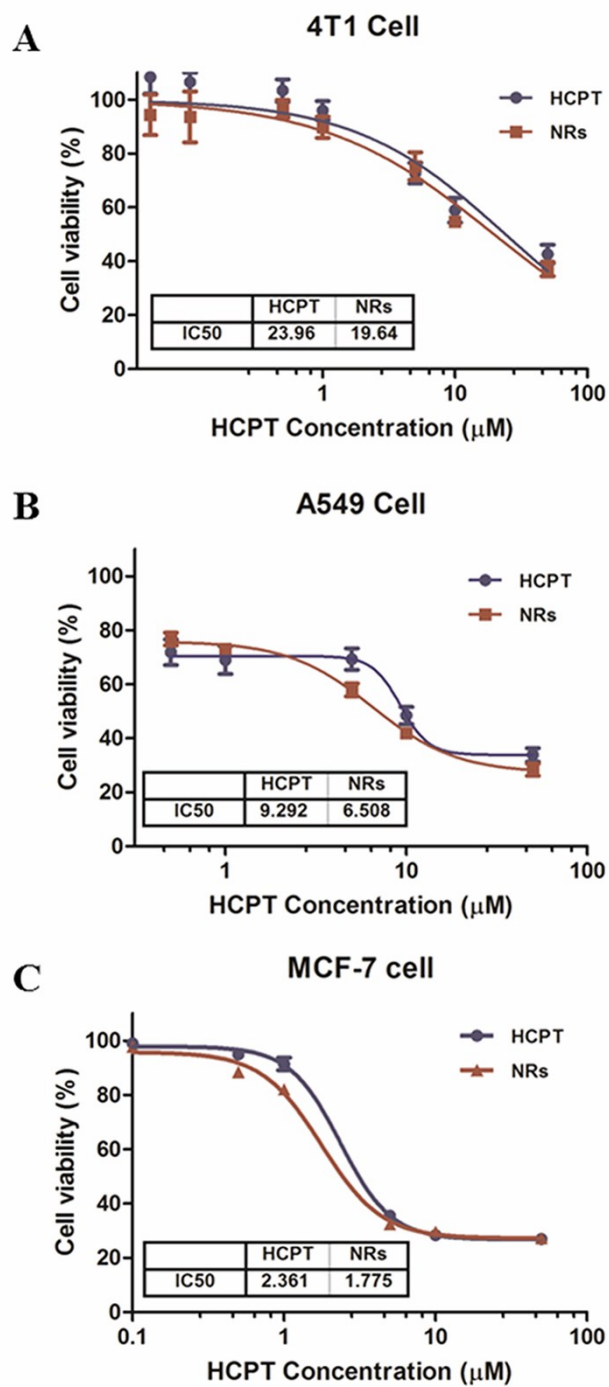 A
4T1 Cell
HCPT
NRs
100
80
60
40
20
0
Cell viability (%)
HCPT NRs
IC50 23.96 19.64
1 10 100
HCPT Concentration (μM)
B
A549 Cell
HCPT
NRs
100
80
60
40
20
0
Cell viability (%)
HCPT NRs
IC50 9.292 6.508
1 10 100
HCPT Concentration (μM)
C
MCF-7 cell
HCPT
NRs
100
80
60
40
20
0
Cell viability (%)
HCPT NRs
IC50 2.361 1.775
0.1 1 10 100
HCPT Concentration (μM)